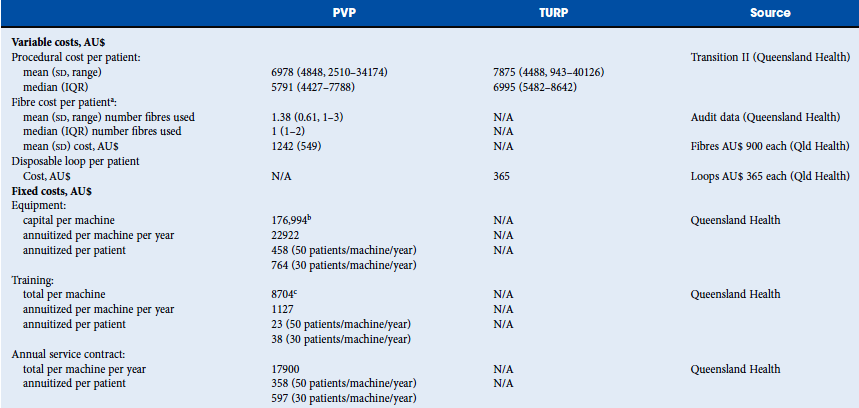 PVP TURP Source
Variable costs, AU$
Procedural cost per patient: Transition II (Queensland Health)
mean (SD, range) 6978 (4848, 2510–34174) 7875 (4488, 943–40126)
median (IQR) 5791 (4427–7788) 6995 (5482–8642)
Fibre cost per patientᵃ:
mean (SD, range) number fibres used 1.38 (0.61, 1–3) N/A Audit data (Queensland Health)
median (IQR) number fibres used 1 (1–2) N/A
mean (SD) cost, AU$ 1242 (549) N/A Fibres AU$ 900 each (Qld Health)
Disposable loop per patient
Cost, AU$ N/A 365 Loops AU$ 365 each (Qld Health)
Fixed costs, AU$
Equipment:
capital per machine 176,994ᵇ N/A Queensland Health
annuitized per machine per year 22922 N/A
annuitized per patient 458 (50 patients/machine/year) N/A
764 (30 patients/machine/year)
Training:
total per machine 8704ᶜ N/A Queensland Health
annuitized per machine per year 1127 N/A
annuitized per patient 23 (50 patients/machine/year) N/A
38 (30 patients/machine/year)
Annual service contract:
total per machine per year 17900 N/A Queensland Health
annuitized per patient 358 (50 patients/machine/year) N/A
597 (30 patients/machine/year)